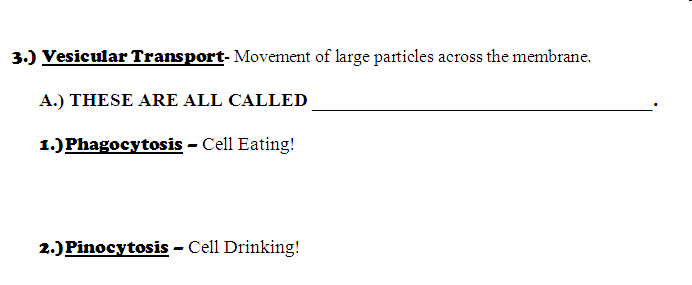 3.) Vesicular Transport- Movement of large particles across the membrane.
A.) THESE ARE ALL CALLED ______________________________________.
1.)Phagocytosis – Cell Eating!
2.)Pinocytosis – Cell Drinking!